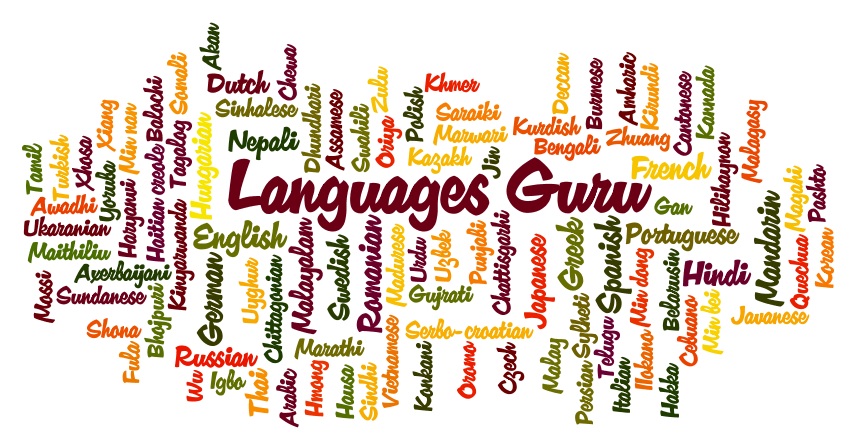 Akan
Dutch
Chewa
Somali
Balochi
Sinhalese
Dhundhari
Assamese
Swahili
Zulu
Oriya
Polish
Khmer
Saraiki
Marwari
Kazakh
Jin
Kurdish
Bengali
Deccan
Burmese
Amharic
Kirundi
Zhuang
Cantonese
Kannada
Malagasy
Xiang
Min nan
Tagalog
Hungarian
Nepali
Tamil
Turkish
Xhosa
Yoruba
Haryanvi
Haitian creole
Languages Guru
French
Gan
Hiligaynon
Magahi
Pashto
Awadhi
Ukaranian
Maithiliu
Azerbaijani
Kinyarwanda
English
Malayalam
Swedish
Romanian
Madurese
Urdu
Uzbek
Punjabi
Chattisgarhi
Japanese
Greek
Spanish
Portuguese
Mandarin
Quechua
Korean
Mossi
Sundanese
Bhojpuri
German
Uyghur
Chittagonian
Gujrati
Min dong
Belarusin
Hindi
Shona
Fula
Russian
Marathi
Serbo-croatian
Sylheti
Telugu
Cebuano
Min bei
Javanese
Wu
Igbo
Thai
Arabic
Hmong
Hausa
Sindhi
Vietnamese
Konkani
Oromo
Czech
Malay
Persian
Italian
Ilokano
Hakka